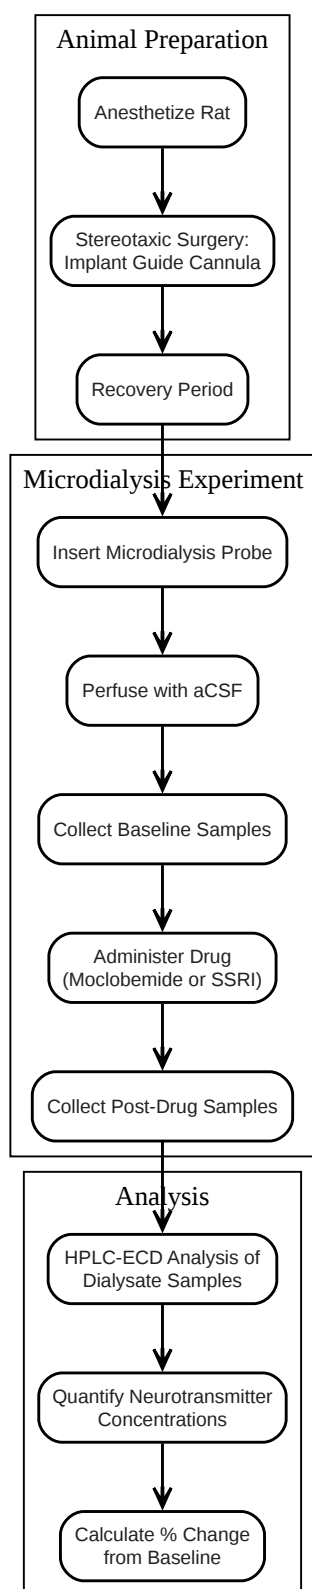 Animal Preparation
Anesthetize Rat
Stereotaxic Surgery:
Implant Guide Cannula
Recovery Period
Microdialysis Experiment
Insert Microdialysis Probe
Perfuse with aCSF
Collect Baseline Samples
Administer Drug
(Moclobemide or SSRI)
Collect Post-Drug Samples
Analysis
HPLC-ECD Analysis of
Dialysate Samples
Quantify Neurotransmitter
Concentrations
Calculate % Change
from Baseline